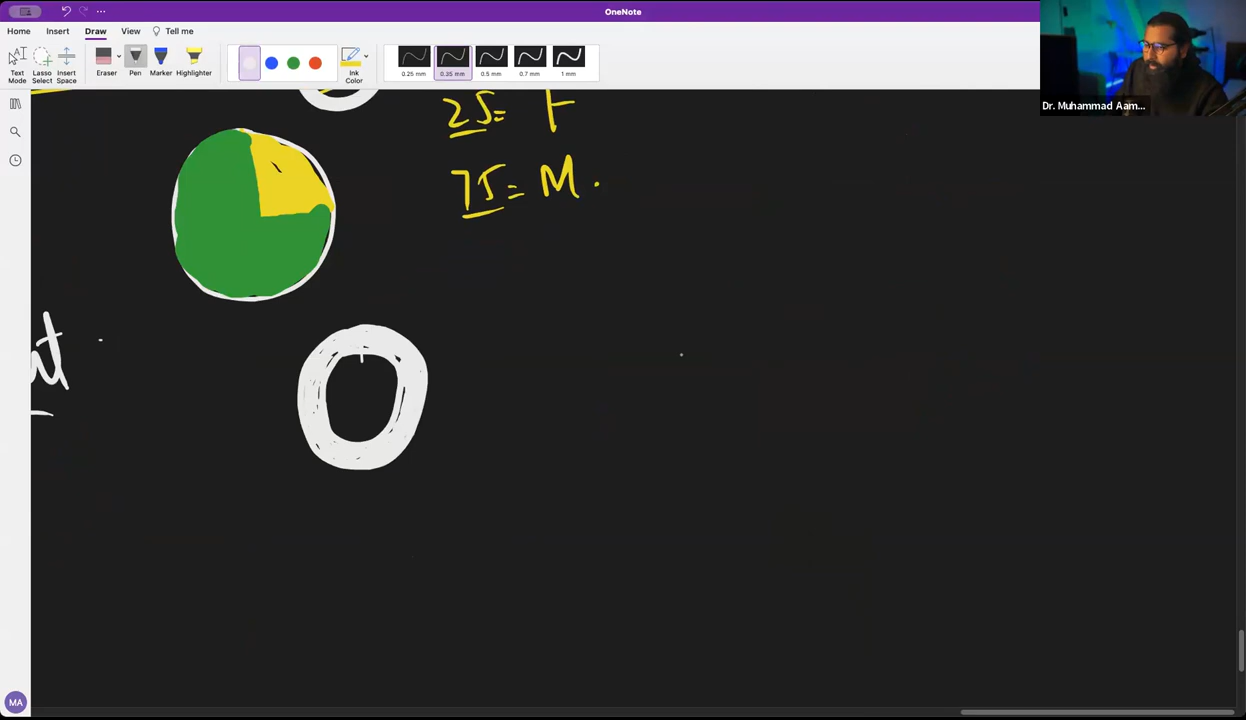 OneNote
Home Insert Draw View Tell me
Text Mode Lasso Select Insert Space Eraser Pen Marker Highlighter Ink Color 0.25 mm 0.35 mm 0.5 mm 0.7 mm 1 mm
Dr. Muhammad Aam...
25= F
75= M.
MA